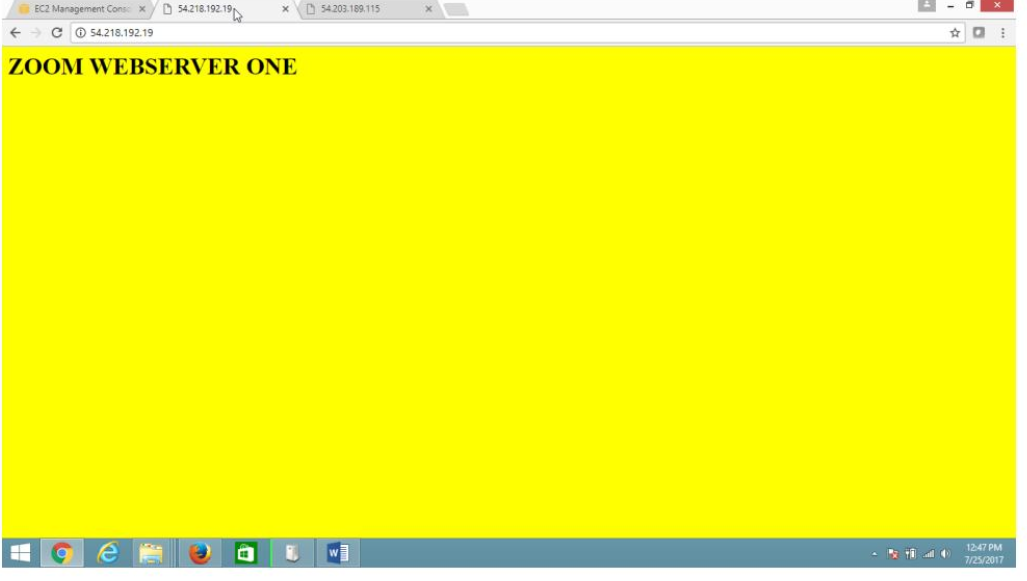 EC2 Management Conso
54.218.192.19
54.203.189.115
54.218.192.19
ZOOM WEBSERVER ONE
12:47 PM
7/25/2017